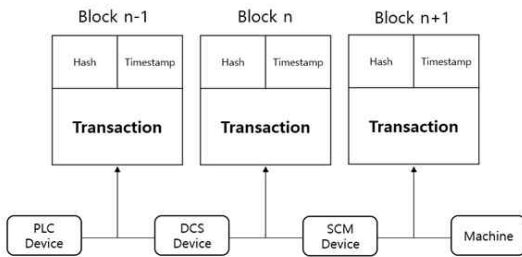 Block n-1 Block n Block n+1
Hash Timestamp Hash Timestamp Hash Timestamp
Transaction Transaction Transaction
PLC Device DCS Device SCM Device Machine